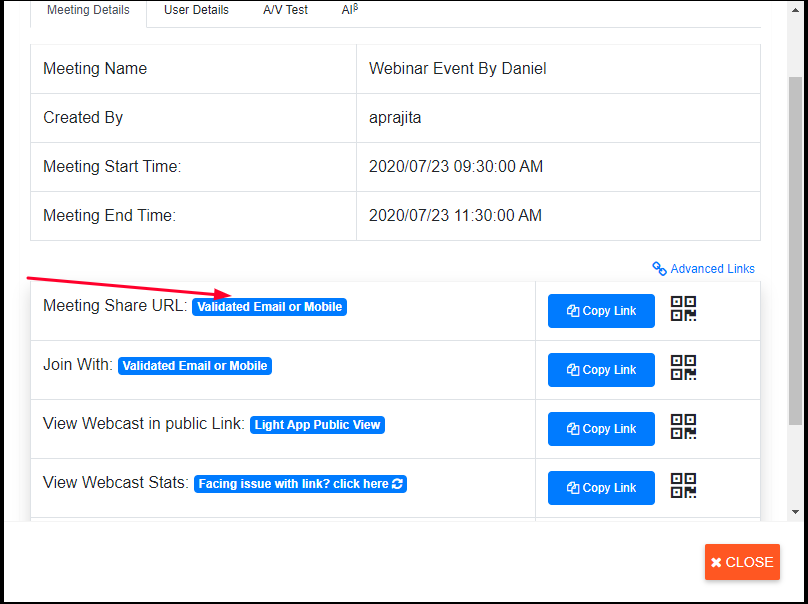 Meeting Details User Details A/V Test AIᵝ
Meeting Name Webinar Event By Daniel
Created By aprajita
Meeting Start Time: 2020/07/23 09:30:00 AM
Meeting End Time: 2020/07/23 11:30:00 AM
Advanced Links
Meeting Share URL: Validated Email or Mobile Copy Link
Join With: Validated Email or Mobile Copy Link
View Webcast in public Link: Light App Public View Copy Link
View Webcast Stats: Facing issue with link? click here Copy Link
CLOSE